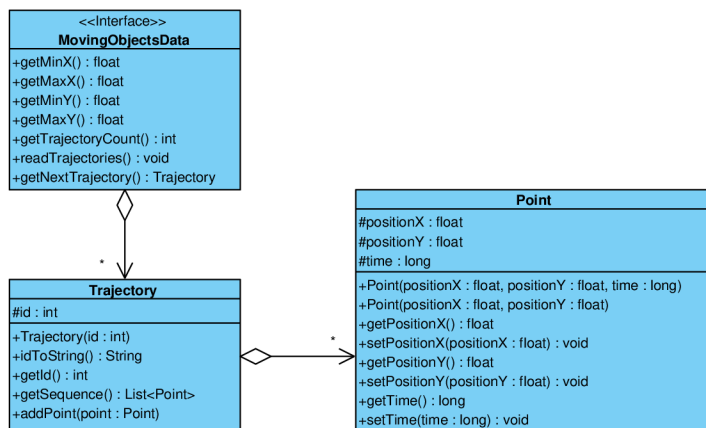 <<Interface>>
MovingObjectsData
+getMinX() : float
+getMaxX() : float
+getMinY() : float
+getMaxY() : float
+getTrajectoryCount() : int
+readTrajectories() : void
+getNextTrajectory() : Trajectory
*
Trajectory
#id : int
+Trajectory(id : int)
+idToString() : String
+getId() : int
+getSequence() : List<Point>
+addPoint(point : Point)
*
Point
#positionX : float
#positionY : float
#time : long
+Point(positionX : float, positionY : float, time : long)
+Point(positionX : float, positionY : float)
+getPositionX() : float
+setPositionX(positionX : float) : void
+getPositionY() : float
+setPositionY(positionY : float) : void
+getTime() : long
+setTime(time : long) : void